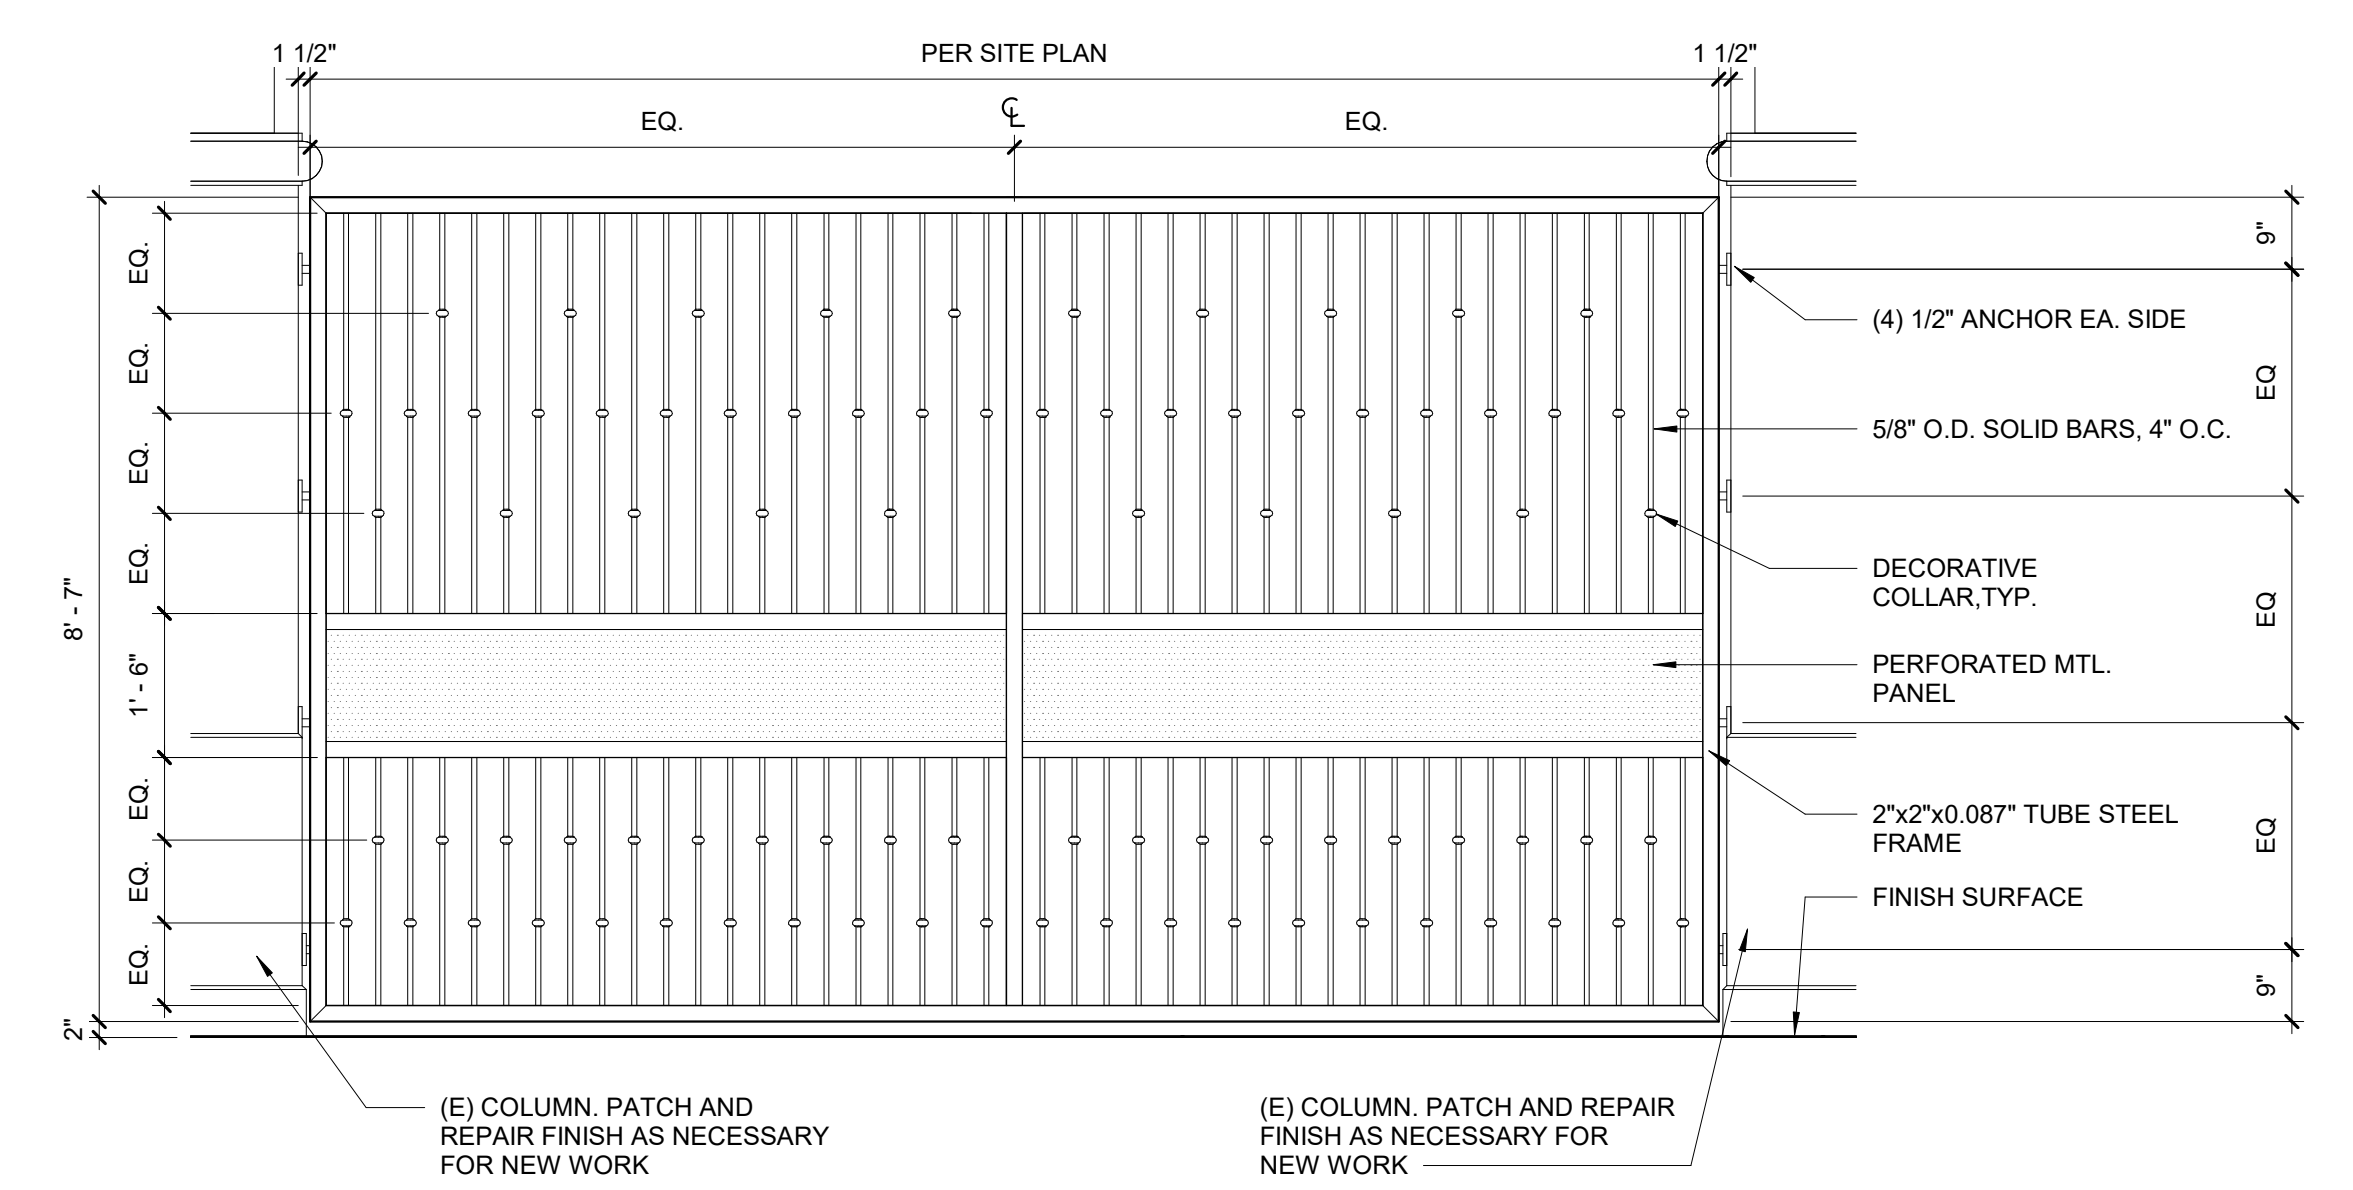 1 1/2"
PER SITE PLAN
1 1/2"
EQ.
℄
EQ.
EQ.
EQ.
EQ.
EQ.
8' - 7"
1' - 6"
EQ.
EQ.
EQ.
2"
9"
(4) 1/2" ANCHOR EA. SIDE
EQ
5/8" O.D. SOLID BARS, 4" O.C.
DECORATIVE
COLLAR,TYP.
EQ
PERFORATED MTL.
PANEL
2"x2"x0.087" TUBE STEEL
FRAME
EQ
FINISH SURFACE
9"
(E) COLUMN. PATCH AND
REPAIR FINISH AS NECESSARY
FOR NEW WORK
(E) COLUMN. PATCH AND REPAIR
FINISH AS NECESSARY FOR
NEW WORK